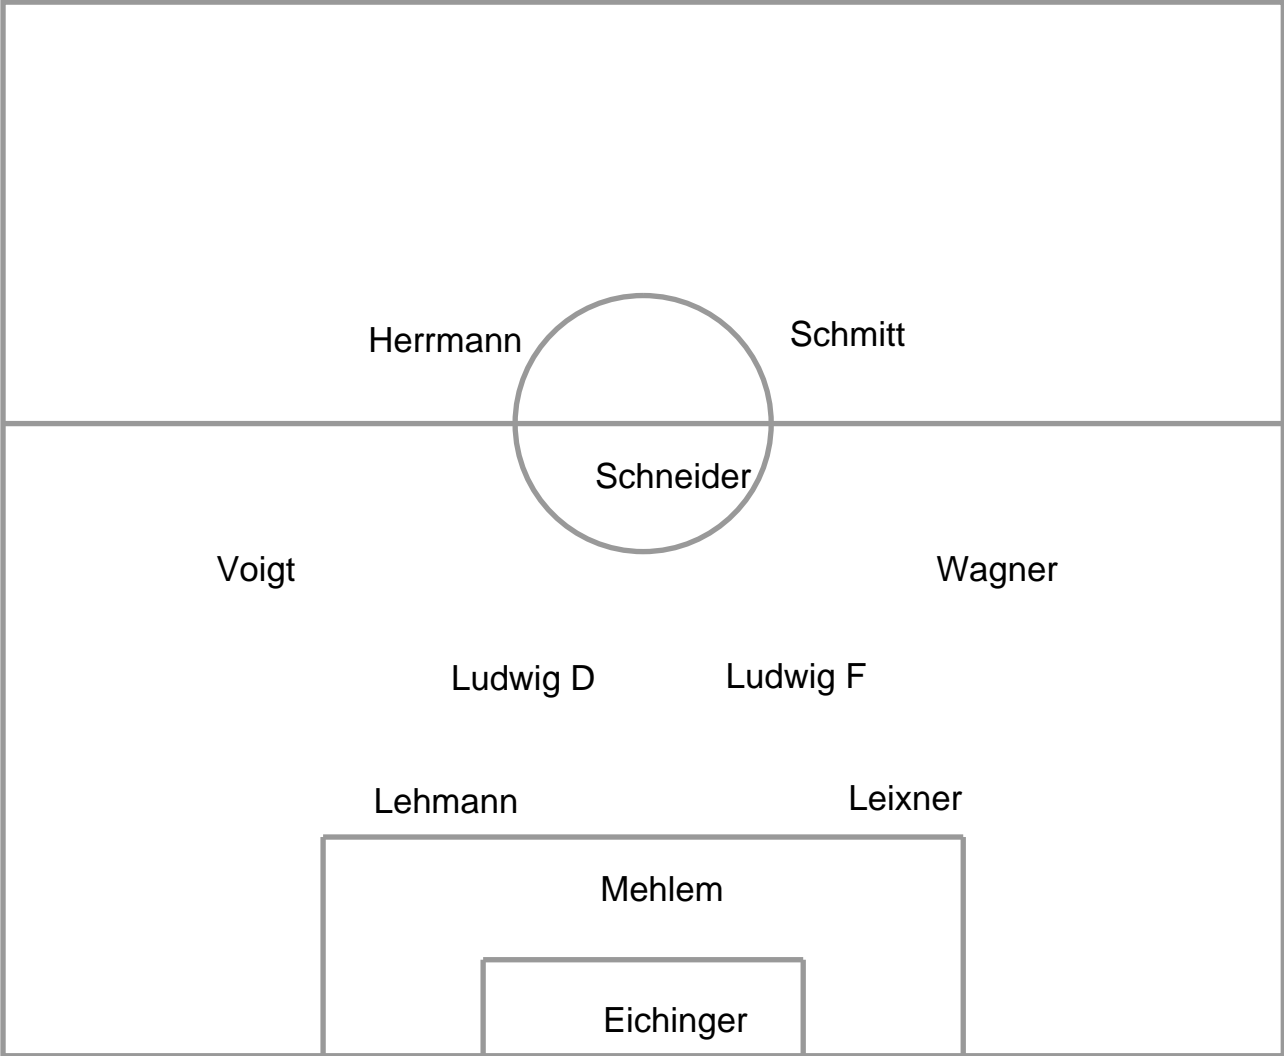 Herrmann
Schmitt
Schneider
Voigt
Wagner
Ludwig D
Ludwig F
Lehmann
Leixner
Mehlem
Eichinger